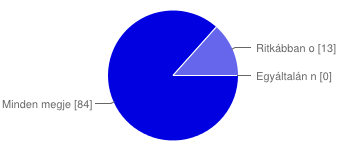 Ritkábban o [13]
Egyáltalán n [0]
Minden megje [84]